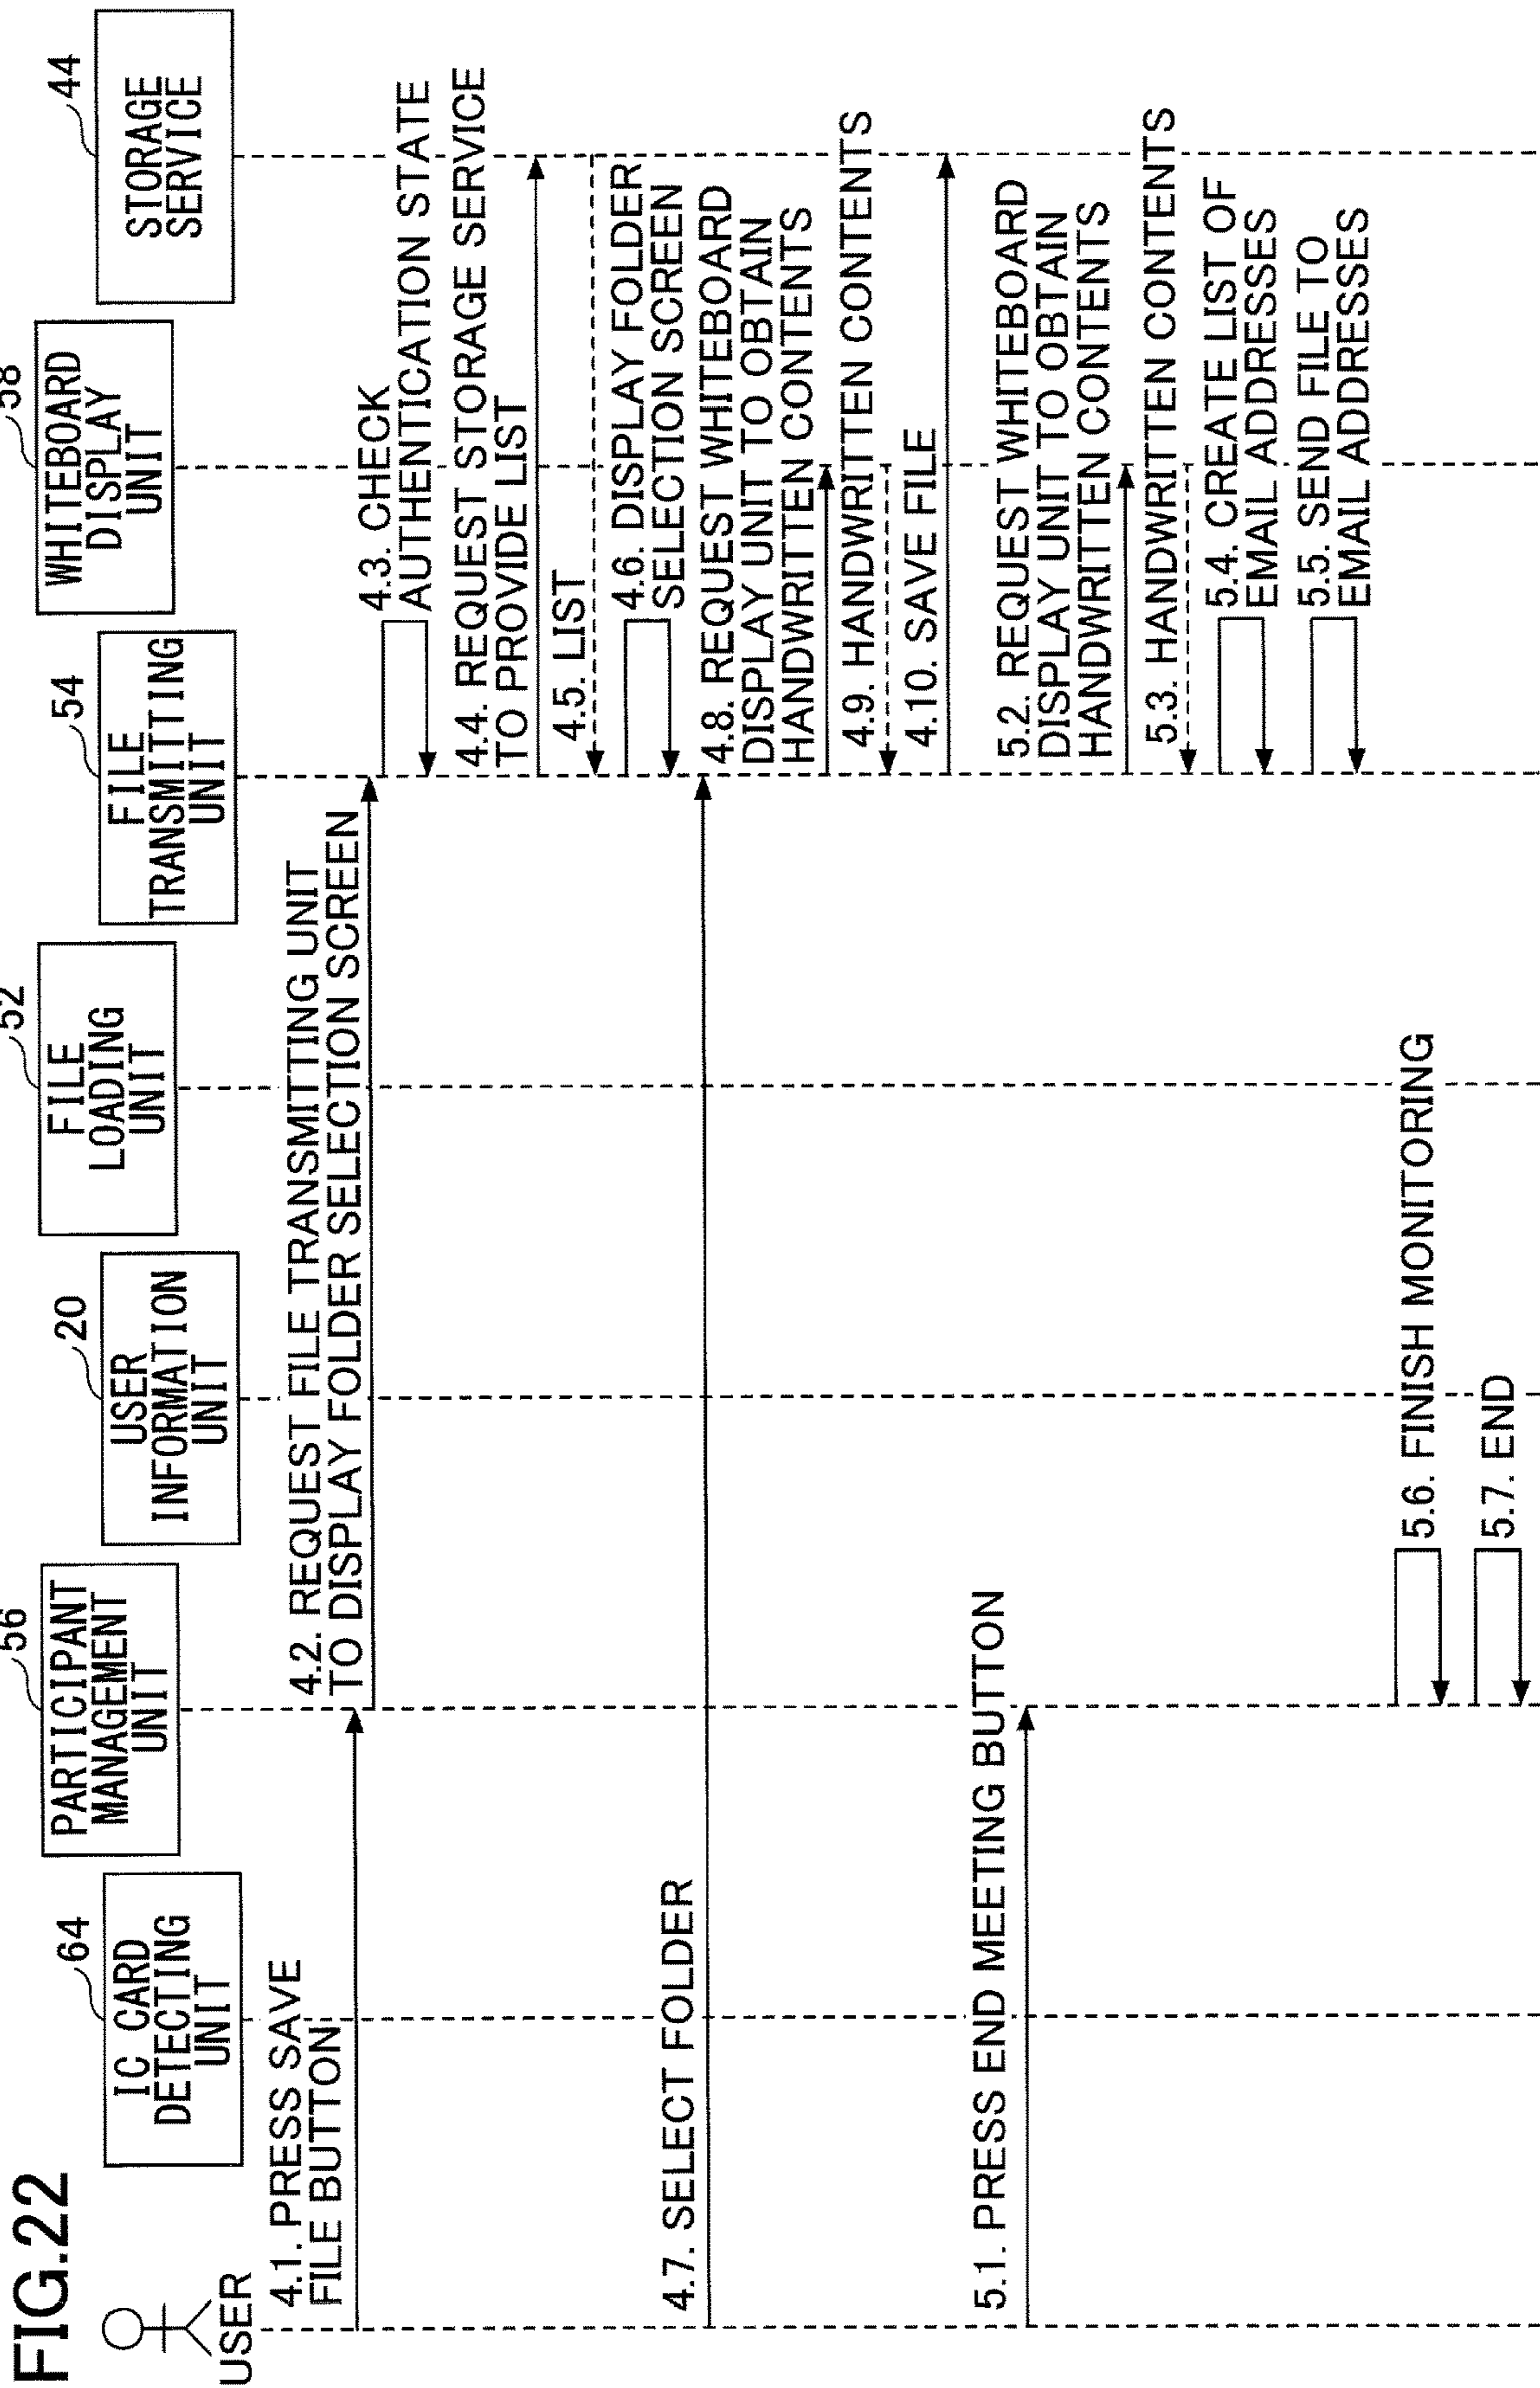 FIG.22
USER
64
IC CARD
DETECTING
UNIT
56
PARTICIPANT
MANAGEMENT
UNIT
20
USER
INFORMATION
UNIT
52
FILE
LOADING
UNIT
54
FILE
TRANSMITTING
UNIT
58
WHITEBOARD
DISPLAY
UNIT
44
STORAGE
SERVICE
4.1. PRESS SAVE
FILE BUTTON
4.2. REQUEST FILE TRANSMITTING UNIT
TO DISPLAY FOLDER SELECTION SCREEN
4.3. CHECK
AUTHENTICATION STATE
4.4. REQUEST STORAGE SERVICE
TO PROVIDE LIST
4.5. LIST
4.6. DISPLAY FOLDER
SELECTION SCREEN
4.7. SELECT FOLDER
4.8. REQUEST WHITEBOARD
DISPLAY UNIT TO OBTAIN
HANDWRITTEN CONTENTS
4.9. HANDWRITTEN CONTENTS
4.10. SAVE FILE
5.1. PRESS END MEETING BUTTON
5.2. REQUEST WHITEBOARD
DISPLAY UNIT TO OBTAIN
HANDWRITTEN CONTENTS
5.3. HANDWRITTEN CONTENTS
5.4. CREATE LIST OF
EMAIL ADDRESSES
5.5. SEND FILE TO
EMAIL ADDRESSES
5.6. FINISH MONITORING
5.7. END